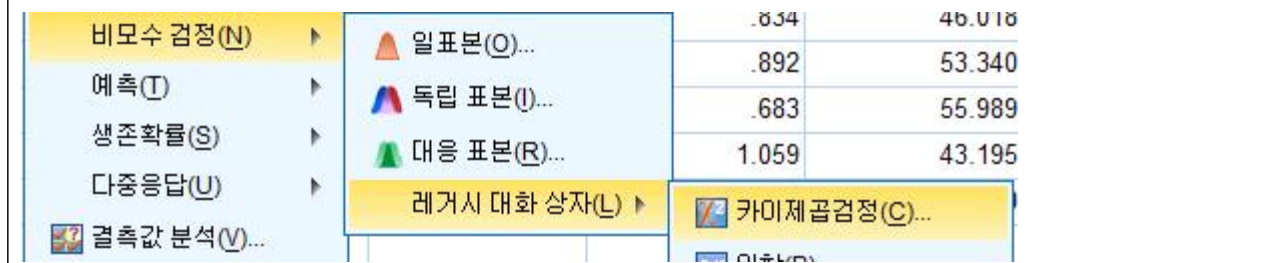 비모수 검정(N)
예측(T)
생존확률(S)
다중응답(U)
결측값 분석(V)...
일표본(O)...
독립 표본(I)...
대응 표본(R)...
레거시 대화 상자(L)
카이제곱검정(C)...
.834 46.018
.892 53.340
.683 55.989
1.059 43.195